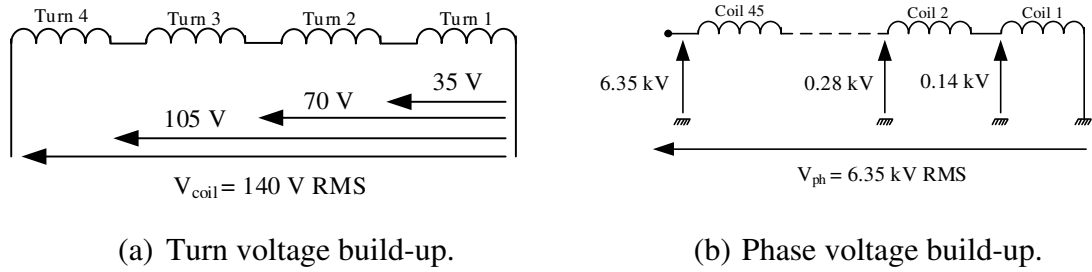 Turn 4 Turn 3 Turn 2 Turn 1
35 V
70 V
105 V
V_coil = 140 V RMS
(a) Turn voltage build-up.
Coil 45 Coil 2 Coil 1
6.35 kV 0.28 kV 0.14 kV
V_ph = 6.35 kV RMS
(b) Phase voltage build-up.